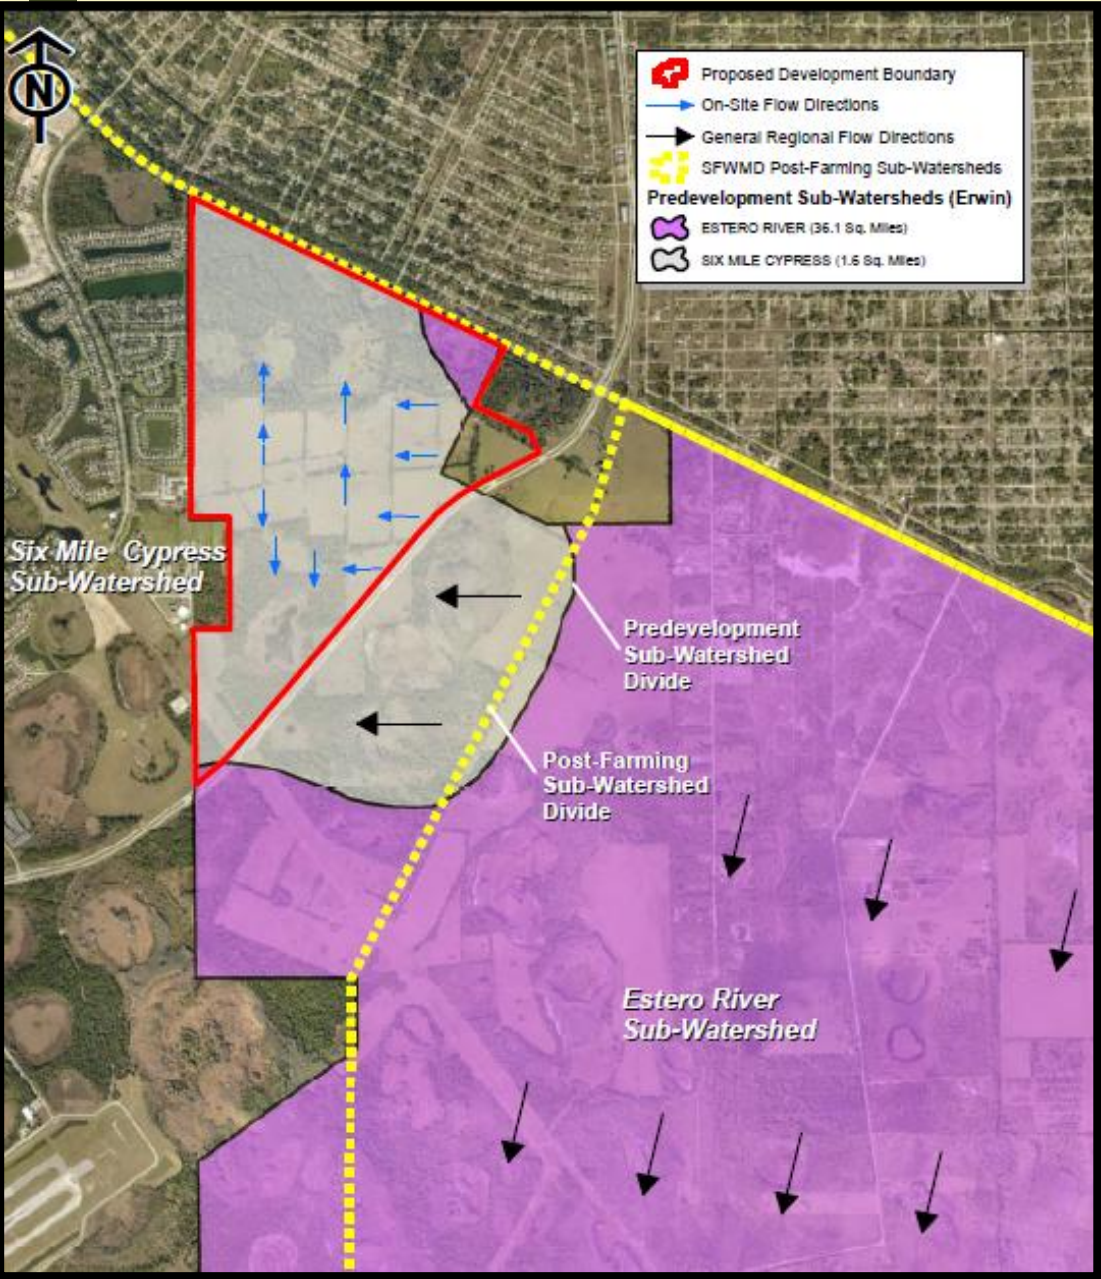 N
Proposed Development Boundary
On-Site Flow Directions
General Regional Flow Directions
SFWMD Post-Farming Sub-Watersheds
Predevelopment Sub-Watersheds (Erwin)
ESTERO RIVER (36.1 Sq. Miles)
SIX MILE CYPRESS (1.6 Sq. Miles)
Six Mile Cypress
Sub-Watershed
Predevelopment
Sub-Watershed
Divide
Post-Farming
Sub-Watershed
Divide
Estero River
Sub-Watershed